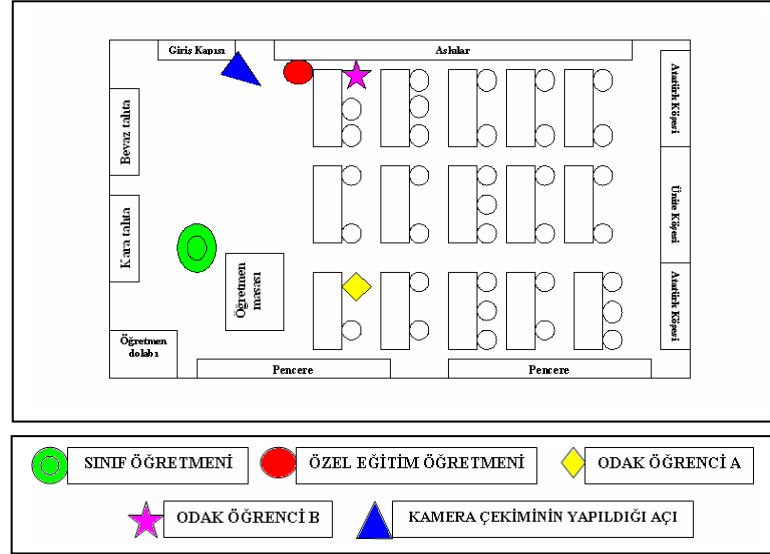 Giriş Kapısı
Askılar
Beyaz tahta
Kara tahta
Öğretmen
dolabı
Öğretmen
masası
Pencere
Pencere
Atatürk Köşesi
Ünite Köşesi
Atatürk Köşesi
SINIF ÖĞRETMENİ
ÖZEL EĞİTİM ÖĞRETMENİ
ODAK ÖĞRENCİ A
ODAK ÖĞRENCİ B
KAMERA ÇEKİMİNİN YAPILDIĞI AÇI